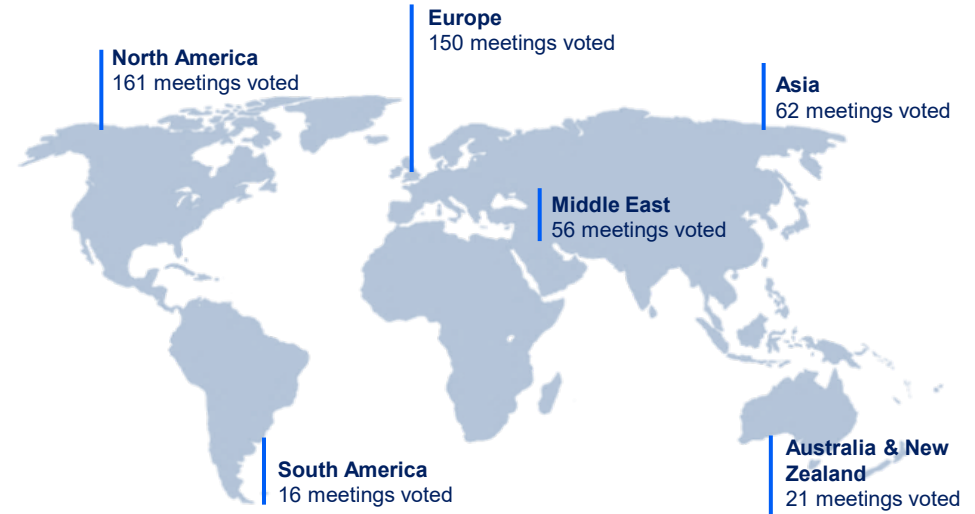 Europe
150 meetings voted
North America
161 meetings voted
Asia
62 meetings voted
Middle East
56 meetings voted
South America
16 meetings voted
Australia & New
Zealand
21 meetings voted